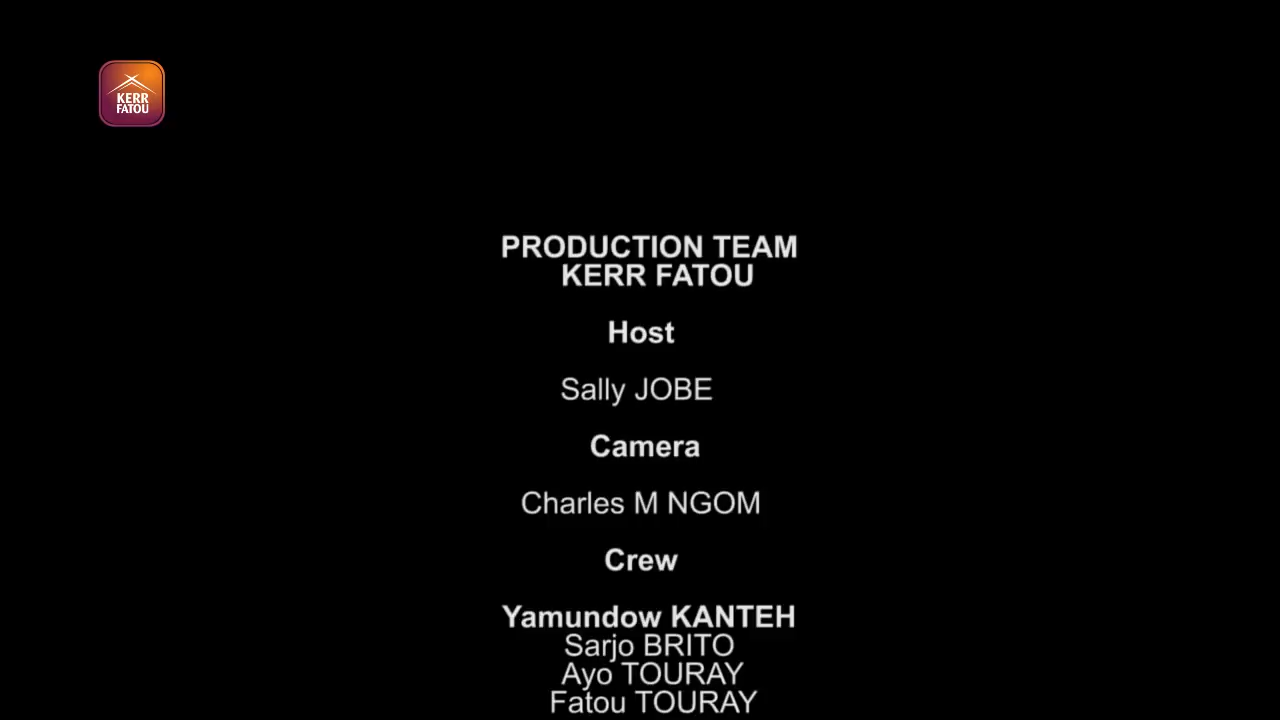 KERR
FATOU
PRODUCTION TEAM
KERR FATOU
Host
Sally JOBE
Camera
Charles M NGOM
Crew
Yamundow KANTEH
Sarjo BRITO
Ayo TOURAY
Fatou TOURAY